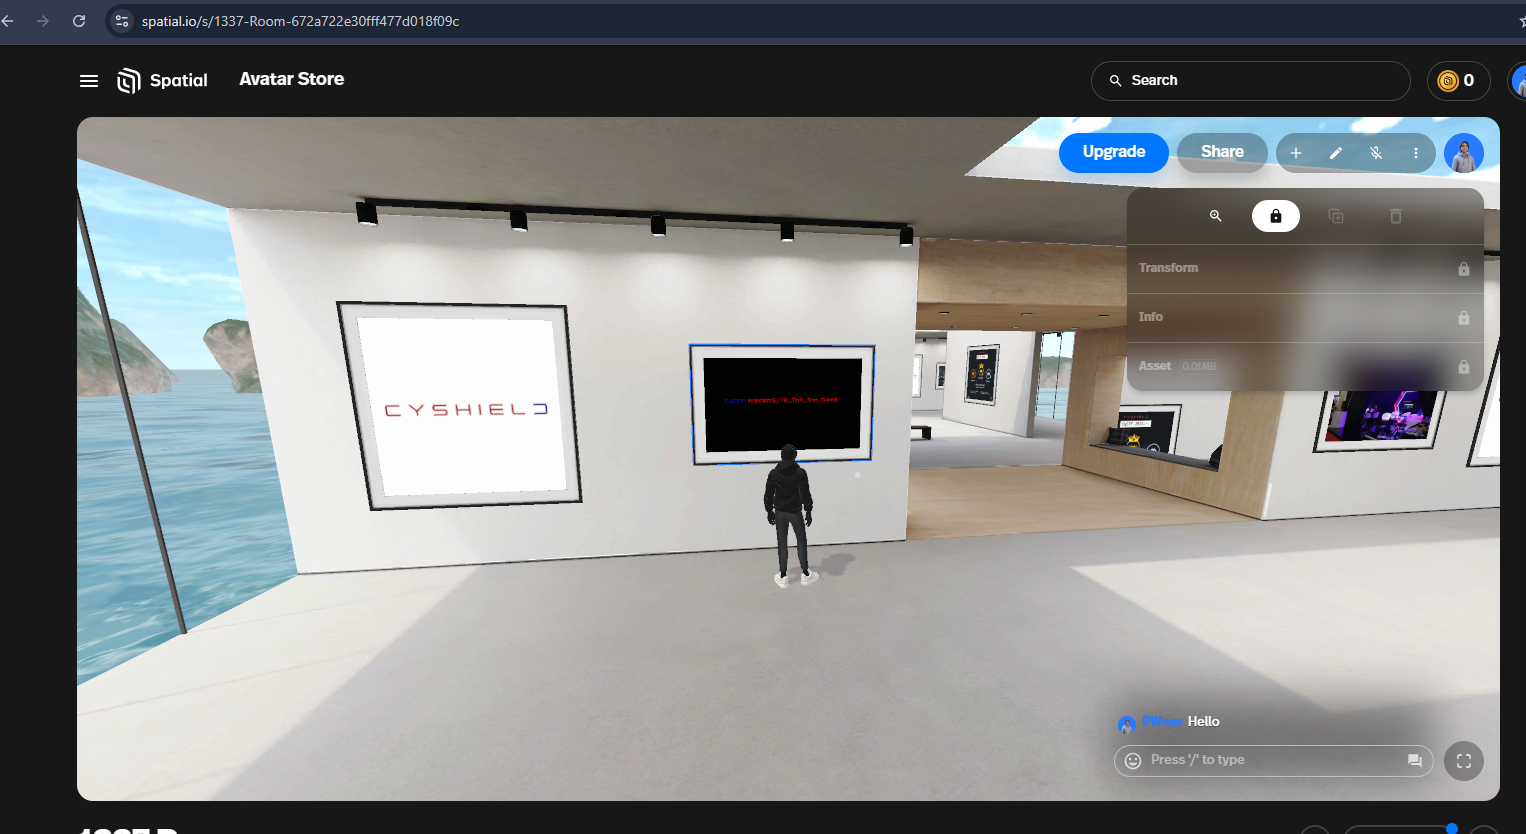 spatial.io/s/1337-Room-672a722e30fff477d018f09c
Spatial
Avatar Store
Search
0
Upgrade
Share
Transform
Info
Asset 0.01MB
CYSHIELD
PWner Hello
Press '/' to type